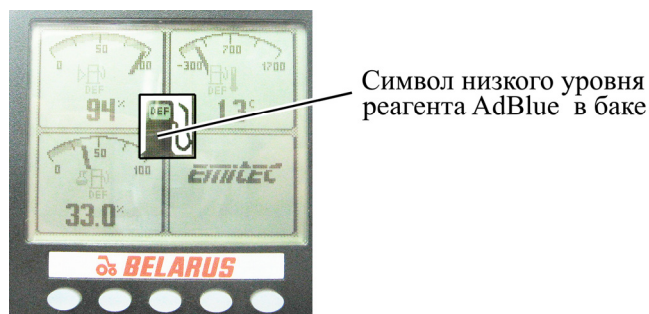 50
0
100
DEF
94%
700
-300
1700
DEF
13°C
DEF
Символ низкого уровня
реагента AdBlue в баке
50
0
100
DEF
33.0%
Emitec
BELARUS